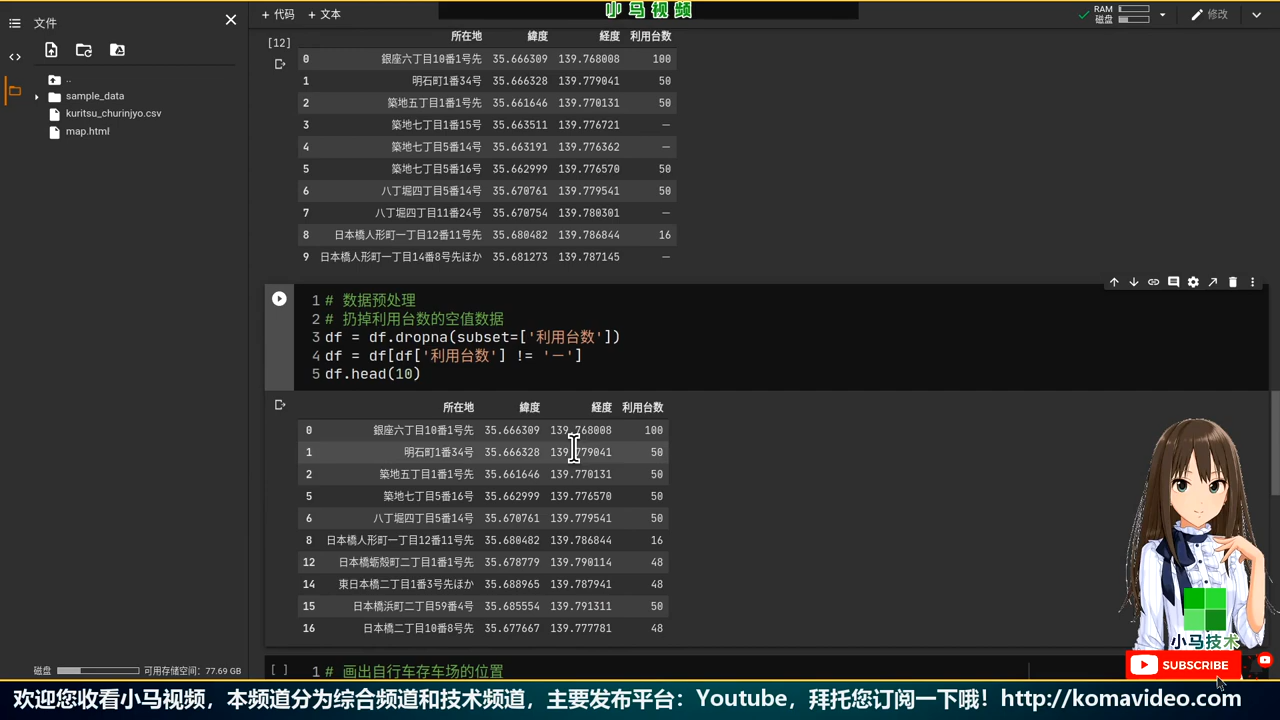 小马视频
文件
+ 代码 + 文本
RAM
磁盘
修改
..
sample_data
kuritsu_churinjyo.csv
map.html
[12]
所在地 緯度 経度 利用台数
0 銀座六丁目10番1号先 35.666309 139.768008 100
1 明石町1番34号 35.666328 139.779041 50
2 築地五丁目1番1号先 35.661646 139.770131 50
3 築地七丁目1番15号 35.663511 139.776721 －
4 築地七丁目5番14号 35.663191 139.776362 －
5 築地七丁目5番16号 35.662999 139.776570 50
6 八丁堀四丁目5番14号 35.670761 139.779541 50
7 八丁堀四丁目11番24号 35.670754 139.780301 －
8 日本橋人形町一丁目12番11号先 35.680482 139.786844 16
9 日本橋人形町一丁目14番8号先ほか 35.681273 139.787145 －
1 # 数据预处理
2 # 扔掉利用台数的空值数据
3 df = df.dropna(subset=['利用台数'])
4 df = df[df['利用台数'] != '－']
5 df.head(10)
所在地 緯度 経度 利用台数
0 銀座六丁目10番1号先 35.666309 139.768008 100
1 明石町1番34号 35.666328 139.779041 50
2 築地五丁目1番1号先 35.661646 139.770131 50
5 築地七丁目5番16号 35.662999 139.776570 50
6 八丁堀四丁目5番14号 35.670761 139.779541 50
8 日本橋人形町一丁目12番11号先 35.680482 139.786844 16
12 日本橋蛎殻町二丁目1番1号先 35.678779 139.790114 48
14 東日本橋二丁目1番3号先ほか 35.688965 139.787941 48
15 日本橋浜町二丁目59番4号 35.685554 139.791311 50
16 日本橋二丁目10番8号先 35.677667 139.777781 48
[ ] 1 # 画出自行车存车场的位置
磁盘 可用存储空间：77.69 GB
小马技术
SUBSCRIBE
欢迎您收看小马视频，本频道分为综合频道和技术频道，主要发布平台：Youtube，拜托您订阅一下哦！http://komavideo.com